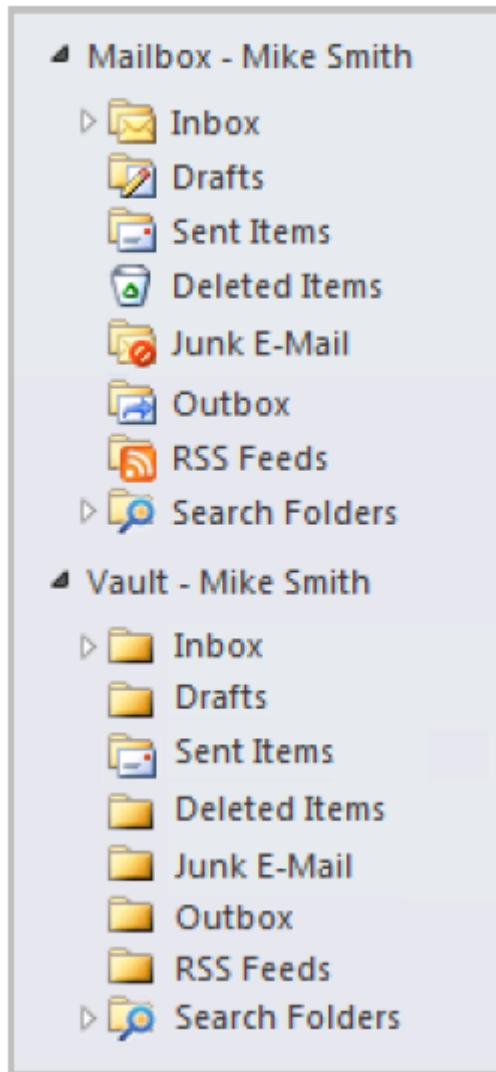 Mailbox - Mike Smith
Inbox
Drafts
Sent Items
Deleted Items
Junk E-Mail
Outbox
RSS Feeds
Search Folders
Vault - Mike Smith
Inbox
Drafts
Sent Items
Deleted Items
Junk E-Mail
Outbox
RSS Feeds
Search Folders